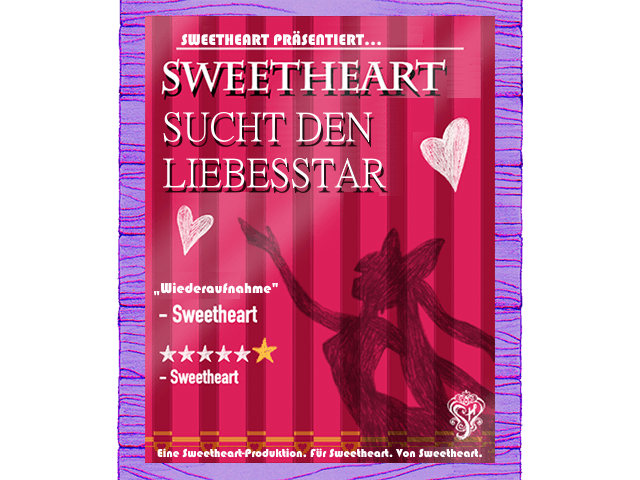 SWEETHEART PRÄSENTIERT...
SWEETHEART
SUCHT DEN
LIEBESSTAR
„Wiederaufnahme”
– Sweetheart
– Sweetheart
Eine Sweetheart-Produktion. Für Sweetheart. Von Sweetheart.